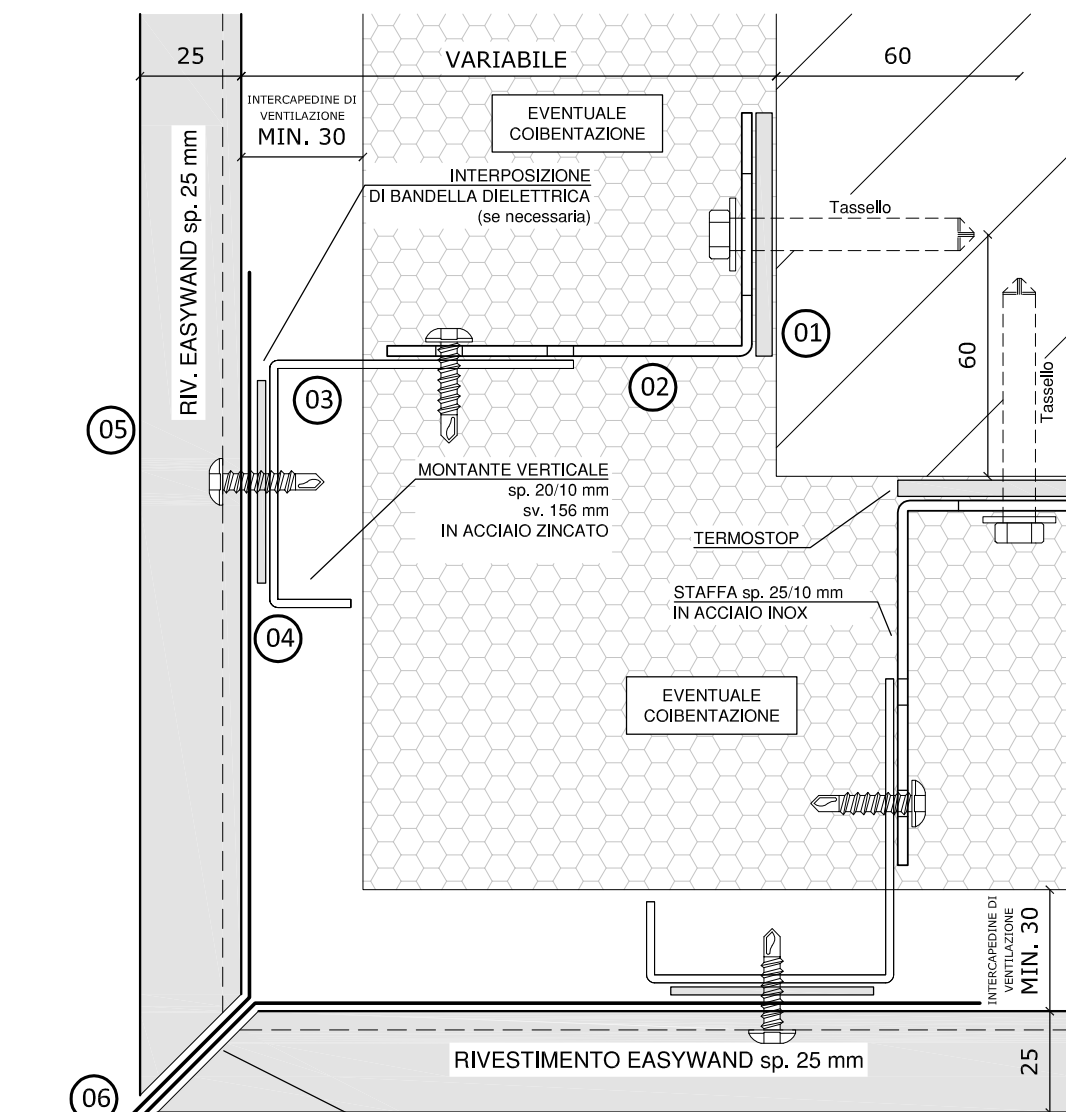 25
VARIABILE
60
INTERCAPEDINE DI
VENTILAZIONE
MIN. 30
EVENTUALE
COIBENTAZIONE
RIV. EASYWAND sp. 25 mm
INTERPOSIZIONE
DI BANDELLA DIELETTRICA
(se necessaria)
Tassello
01
60
Tassello
02
03
05
MONTANTE VERTICALE
sp. 20/10 mm
sv. 156 mm
IN ACCIAIO ZINCATO
TERMOSTOP
STAFFA sp. 25/10 mm
IN ACCIAIO INOX
04
EVENTUALE
COIBENTAZIONE
INTERCAPEDINE DI
VENTILAZIONE
MIN. 30
RIVESTIMENTO EASYWAND sp. 25 mm
25
06